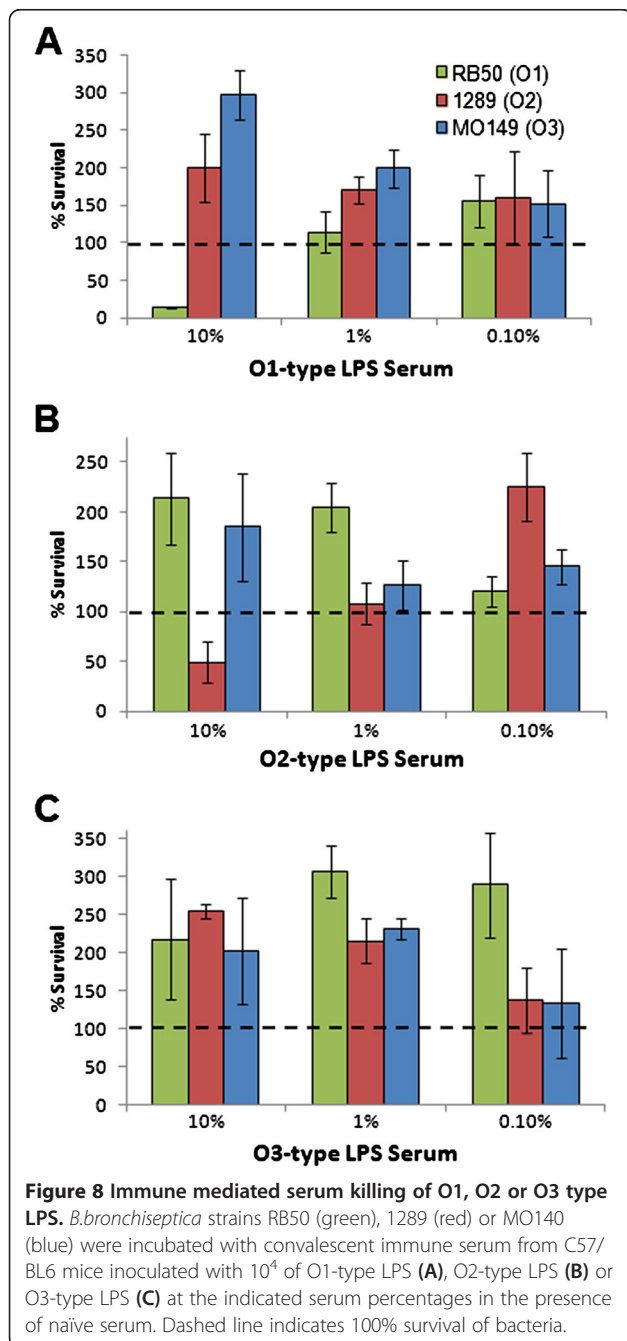 A
350
300
250
200
150
100
50
0
% Survival
RB50 (O1)
1289 (O2)
MO149 (O3)
10% 1% 0.10%
O1-type LPS Serum
B
250
200
150
100
50
0
% Survival
10% 1% 0.10%
O2-type LPS Serum
C
350
300
250
200
150
100
50
0
% Survival
10% 1% 0.10%
O3-type LPS Serum
Figure 8 Immune mediated serum killing of O1, O2 or O3 type
LPS. B.bronchiseptica strains RB50 (green), 1289 (red) or MO140
(blue) were incubated with convalescent immune serum from C57/
BL6 mice inoculated with 10⁴ of O1-type LPS (A), O2-type LPS (B) or
O3-type LPS (C) at the indicated serum percentages in the presence
of naïve serum. Dashed line indicates 100% survival of bacteria.